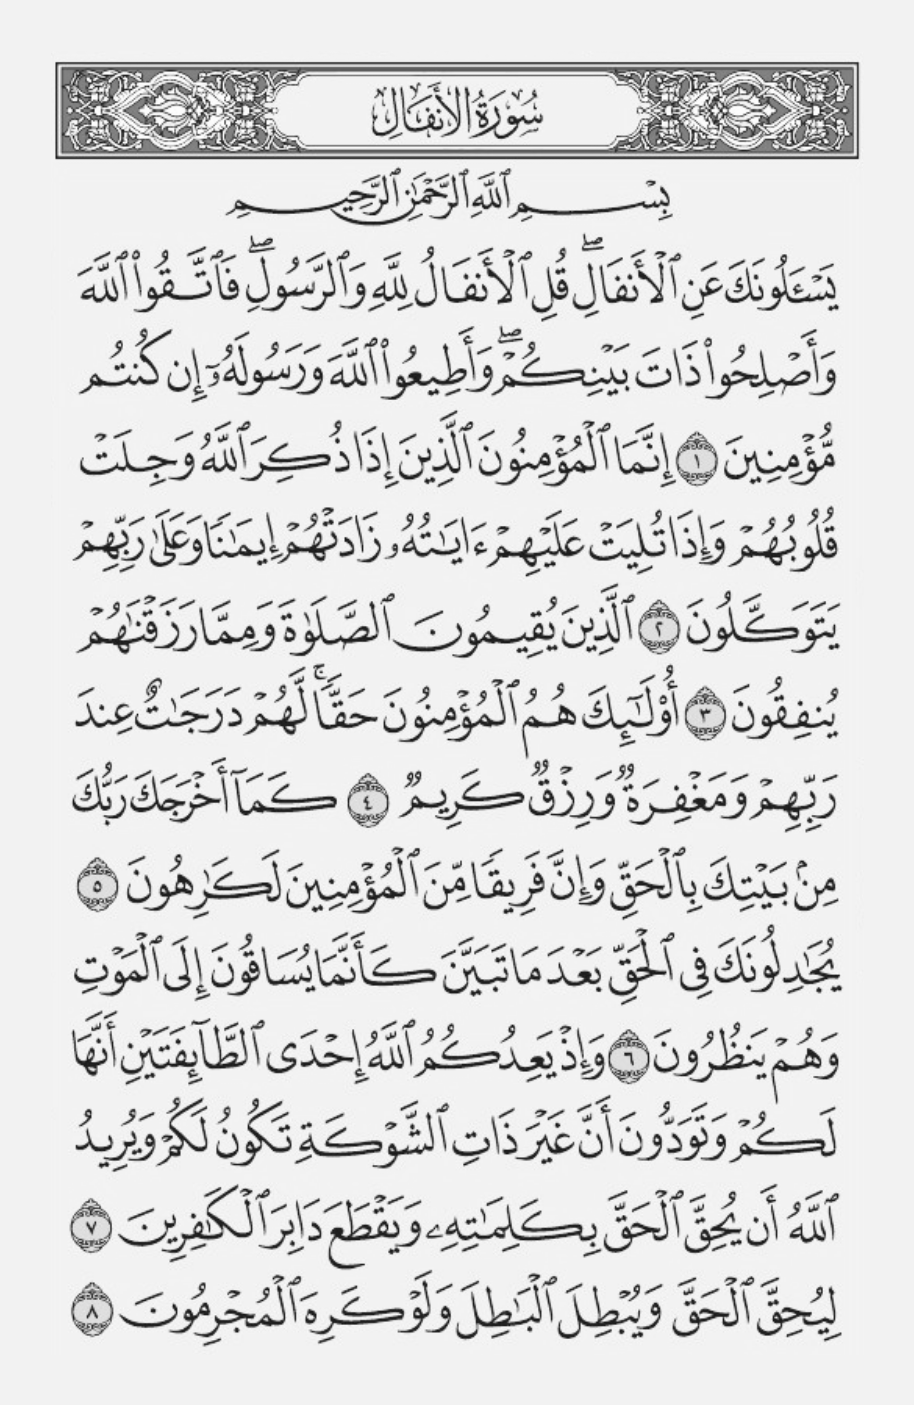 سُورَةُ الأَنفَالِ
بِسْمِ ٱللَّهِ ٱلرَّحْمَٰنِ ٱلرَّحِيمِ
يَسْـَٔلُونَكَ عَنِ ٱلْأَنفَالِۖ قُلِ ٱلْأَنفَالُ لِلَّهِ وَٱلرَّسُولِۖ فَٱتَّقُوا۟ ٱللَّهَ
وَأَصْلِحُوا۟ ذَاتَ بَيْنِكُمْۖ وَأَطِيعُوا۟ ٱللَّهَ وَرَسُولَهُۥٓ إِن كُنتُم
مُّؤْمِنِينَ ١ إِنَّمَا ٱلْمُؤْمِنُونَ ٱلَّذِينَ إِذَا ذُكِرَ ٱللَّهُ وَجِلَتْ
قُلُوبُهُمْ وَإِذَا تُلِيَتْ عَلَيْهِمْ ءَايَٰتُهُۥ زَادَتْهُمْ إِيمَٰنًا وَعَلَىٰ رَبِّهِمْ
يَتَوَكَّلُونَ ٢ ٱلَّذِينَ يُقِيمُونَ ٱلصَّلَوٰةَ وَمِمَّا رَزَقْنَٰهُمْ
يُنفِقُونَ ٣ أُو۟لَٰٓئِكَ هُمُ ٱلْمُؤْمِنُونَ حَقًّاۚ لَّهُمْ دَرَجَٰتٌ عِندَ
رَبِّهِمْ وَمَغْفِرَةٌ وَرِزْقٌ كَرِيمٌ ٤ كَمَآ أَخْرَجَكَ رَبُّكَ
مِنۢ بَيْتِكَ بِٱلْحَقِّ وَإِنَّ فَرِيقًا مِّنَ ٱلْمُؤْمِنِينَ لَكَٰرِهُونَ ٥
يُجَٰدِلُونَكَ فِى ٱلْحَقِّ بَعْدَ مَا تَبَيَّنَ كَأَنَّمَا يُسَاقُونَ إِلَى ٱلْمَوْتِ
وَهُمْ يَنظُرُونَ ٦ وَإِذْ يَعِدُكُمُ ٱللَّهُ إِحْدَى ٱلطَّآئِفَتَيْنِ أَنَّهَا
لَكُمْ وَتَوَدُّونَ أَنَّ غَيْرَ ذَاتِ ٱلشَّوْكَةِ تَكُونُ لَكُمْ وَيُرِيدُ
ٱللَّهُ أَن يُحِقَّ ٱلْحَقَّ بِكَلِمَٰتِهِۦ وَيَقْطَعَ دَابِرَ ٱلْكَٰفِرِينَ ٧
لِيُحِقَّ ٱلْحَقَّ وَيُبْطِلَ ٱلْبَٰطِلَ وَلَوْ كَرِهَ ٱلْمُجْرِمُونَ ٨